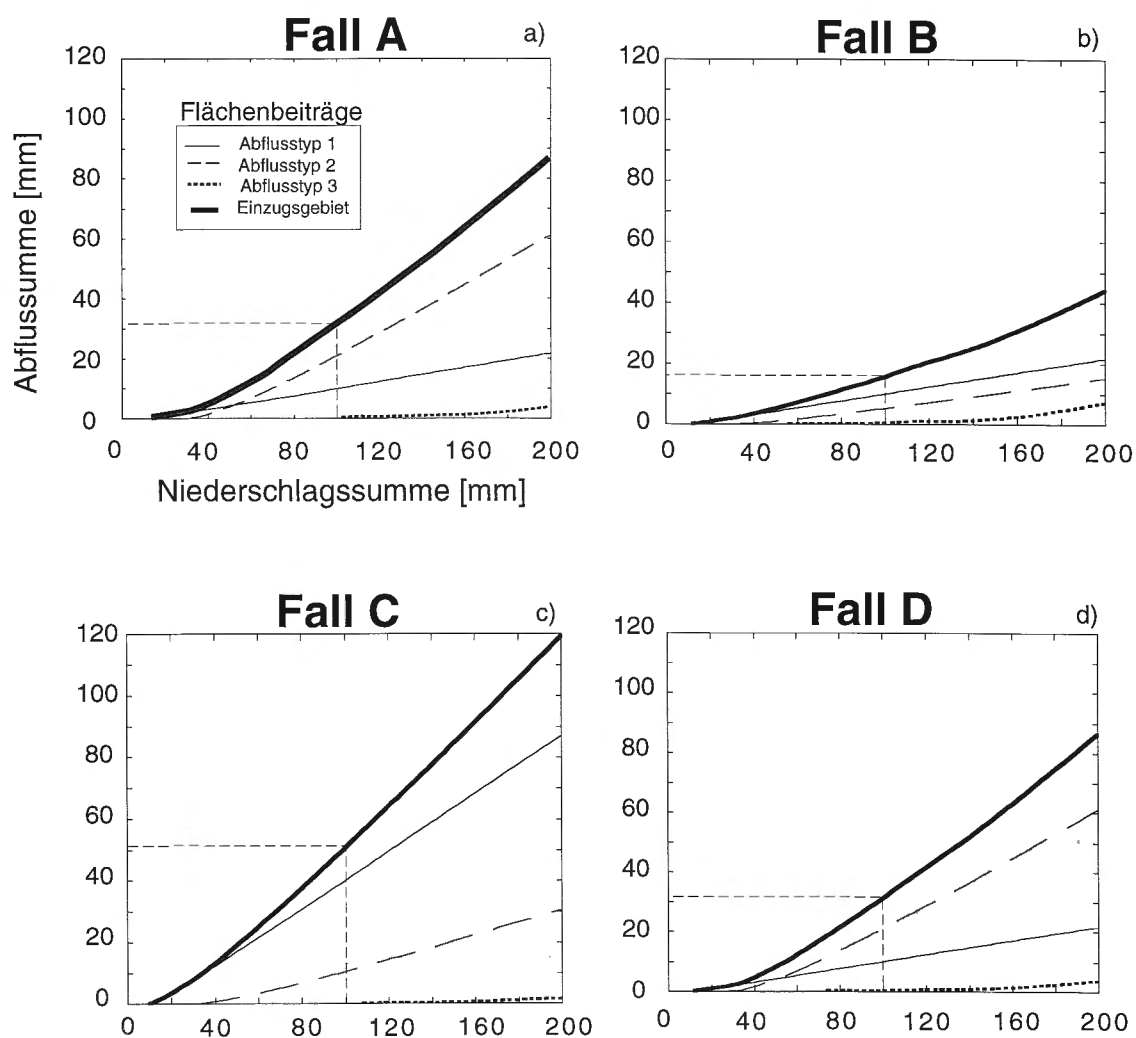 Fall A
a)
Abflussumme [mm]
120
100
80
60
40
20
0
Flächenbeiträge
Abflusstyp 1
Abflusstyp 2
Abflusstyp 3
Einzugsgebiet
0 40 80 120 160 200
Niederschlagssumme [mm]
Fall B
b)
120
100
80
60
40
20
0
0 40 80 120 160 200
Fall C
c)
120
100
80
60
40
20
0
0 40 80 120 160 200
Fall D
d)
120
100
80
60
40
20
0
0 40 80 120 160 200